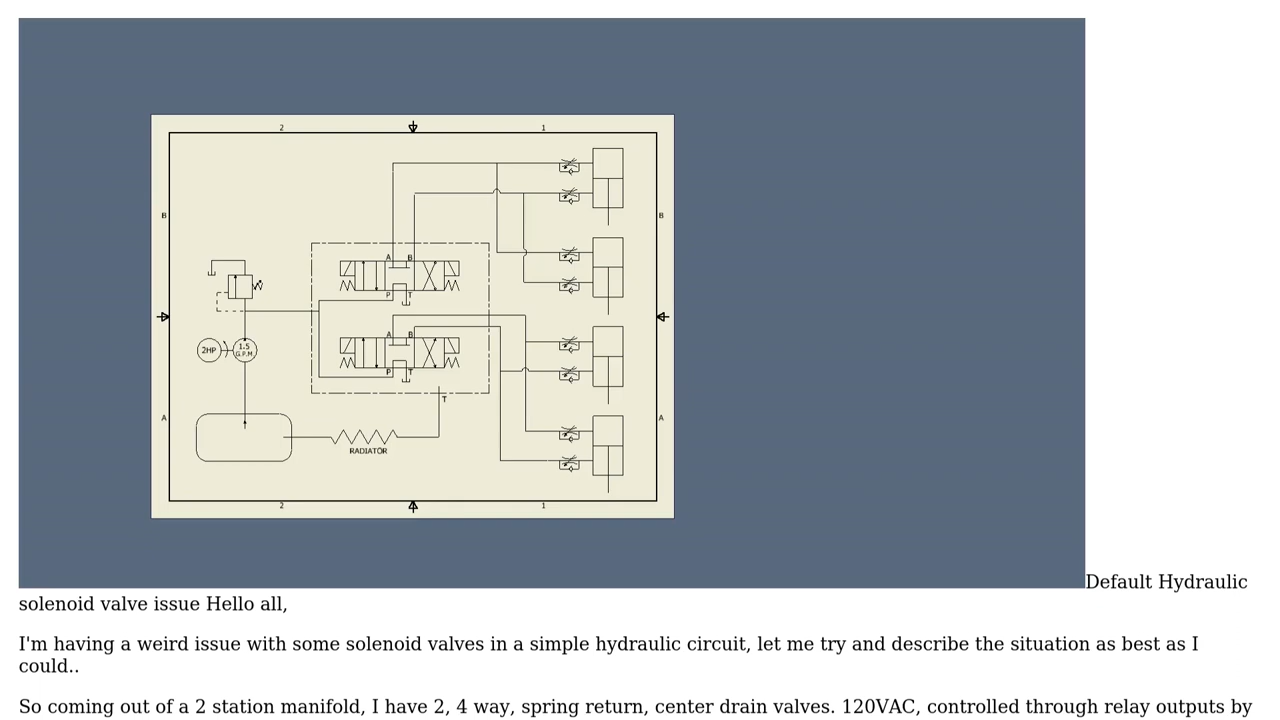 2 1
B B
A B
P T
2HP 1.5 G.P.M
A B
P T
T
A A
RADIATOR
2 1
Default Hydraulic
solenoid valve issue Hello all,
I'm having a weird issue with some solenoid valves in a simple hydraulic circuit, let me try and describe the situation as best as I
could..
So coming out of a 2 station manifold, I have 2, 4 way, spring return, center drain valves. 120VAC, controlled through relay outputs by